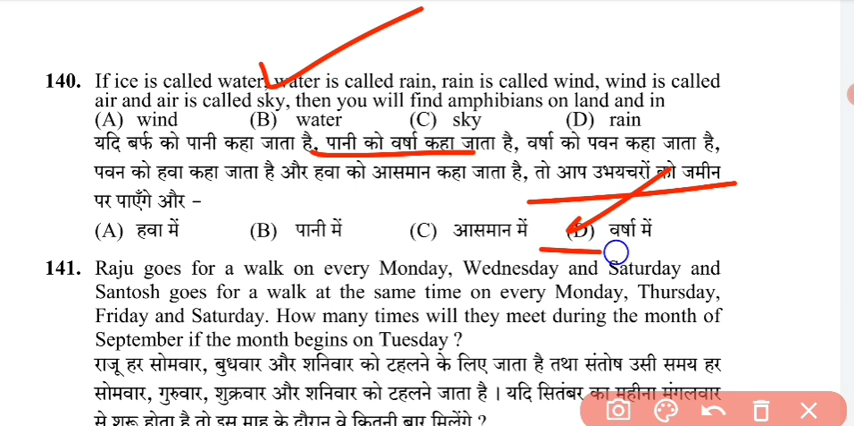 140. If ice is called water, water is called rain, rain is called wind, wind is called
air and air is called sky, then you will find amphibians on land and in
(A) wind (B) water (C) sky (D) rain
यदि बर्फ को पानी कहा जाता है, पानी को वर्षा कहा जाता है, वर्षा को पवन कहा जाता है,
पवन को हवा कहा जाता है और हवा को आसमान कहा जाता है, तो आप उभयचरों को जमीन
पर पाएँगे और –
(A) हवा में (B) पानी में (C) आसमान में (D) वर्षा में
141. Raju goes for a walk on every Monday, Wednesday and Saturday and
Santosh goes for a walk at the same time on every Monday, Thursday,
Friday and Saturday. How many times will they meet during the month of
September if the month begins on Tuesday ?
राजू हर सोमवार, बुधवार और शनिवार को टहलने के लिए जाता है तथा संतोष उसी समय हर
सोमवार, गुरुवार, शुक्रवार और शनिवार को टहलने जाता है । यदि सितंबर का महीना मंगलवार
से शुरू होता है तो इस माह के दौरान वे कितनी बार मिलेंगे ?